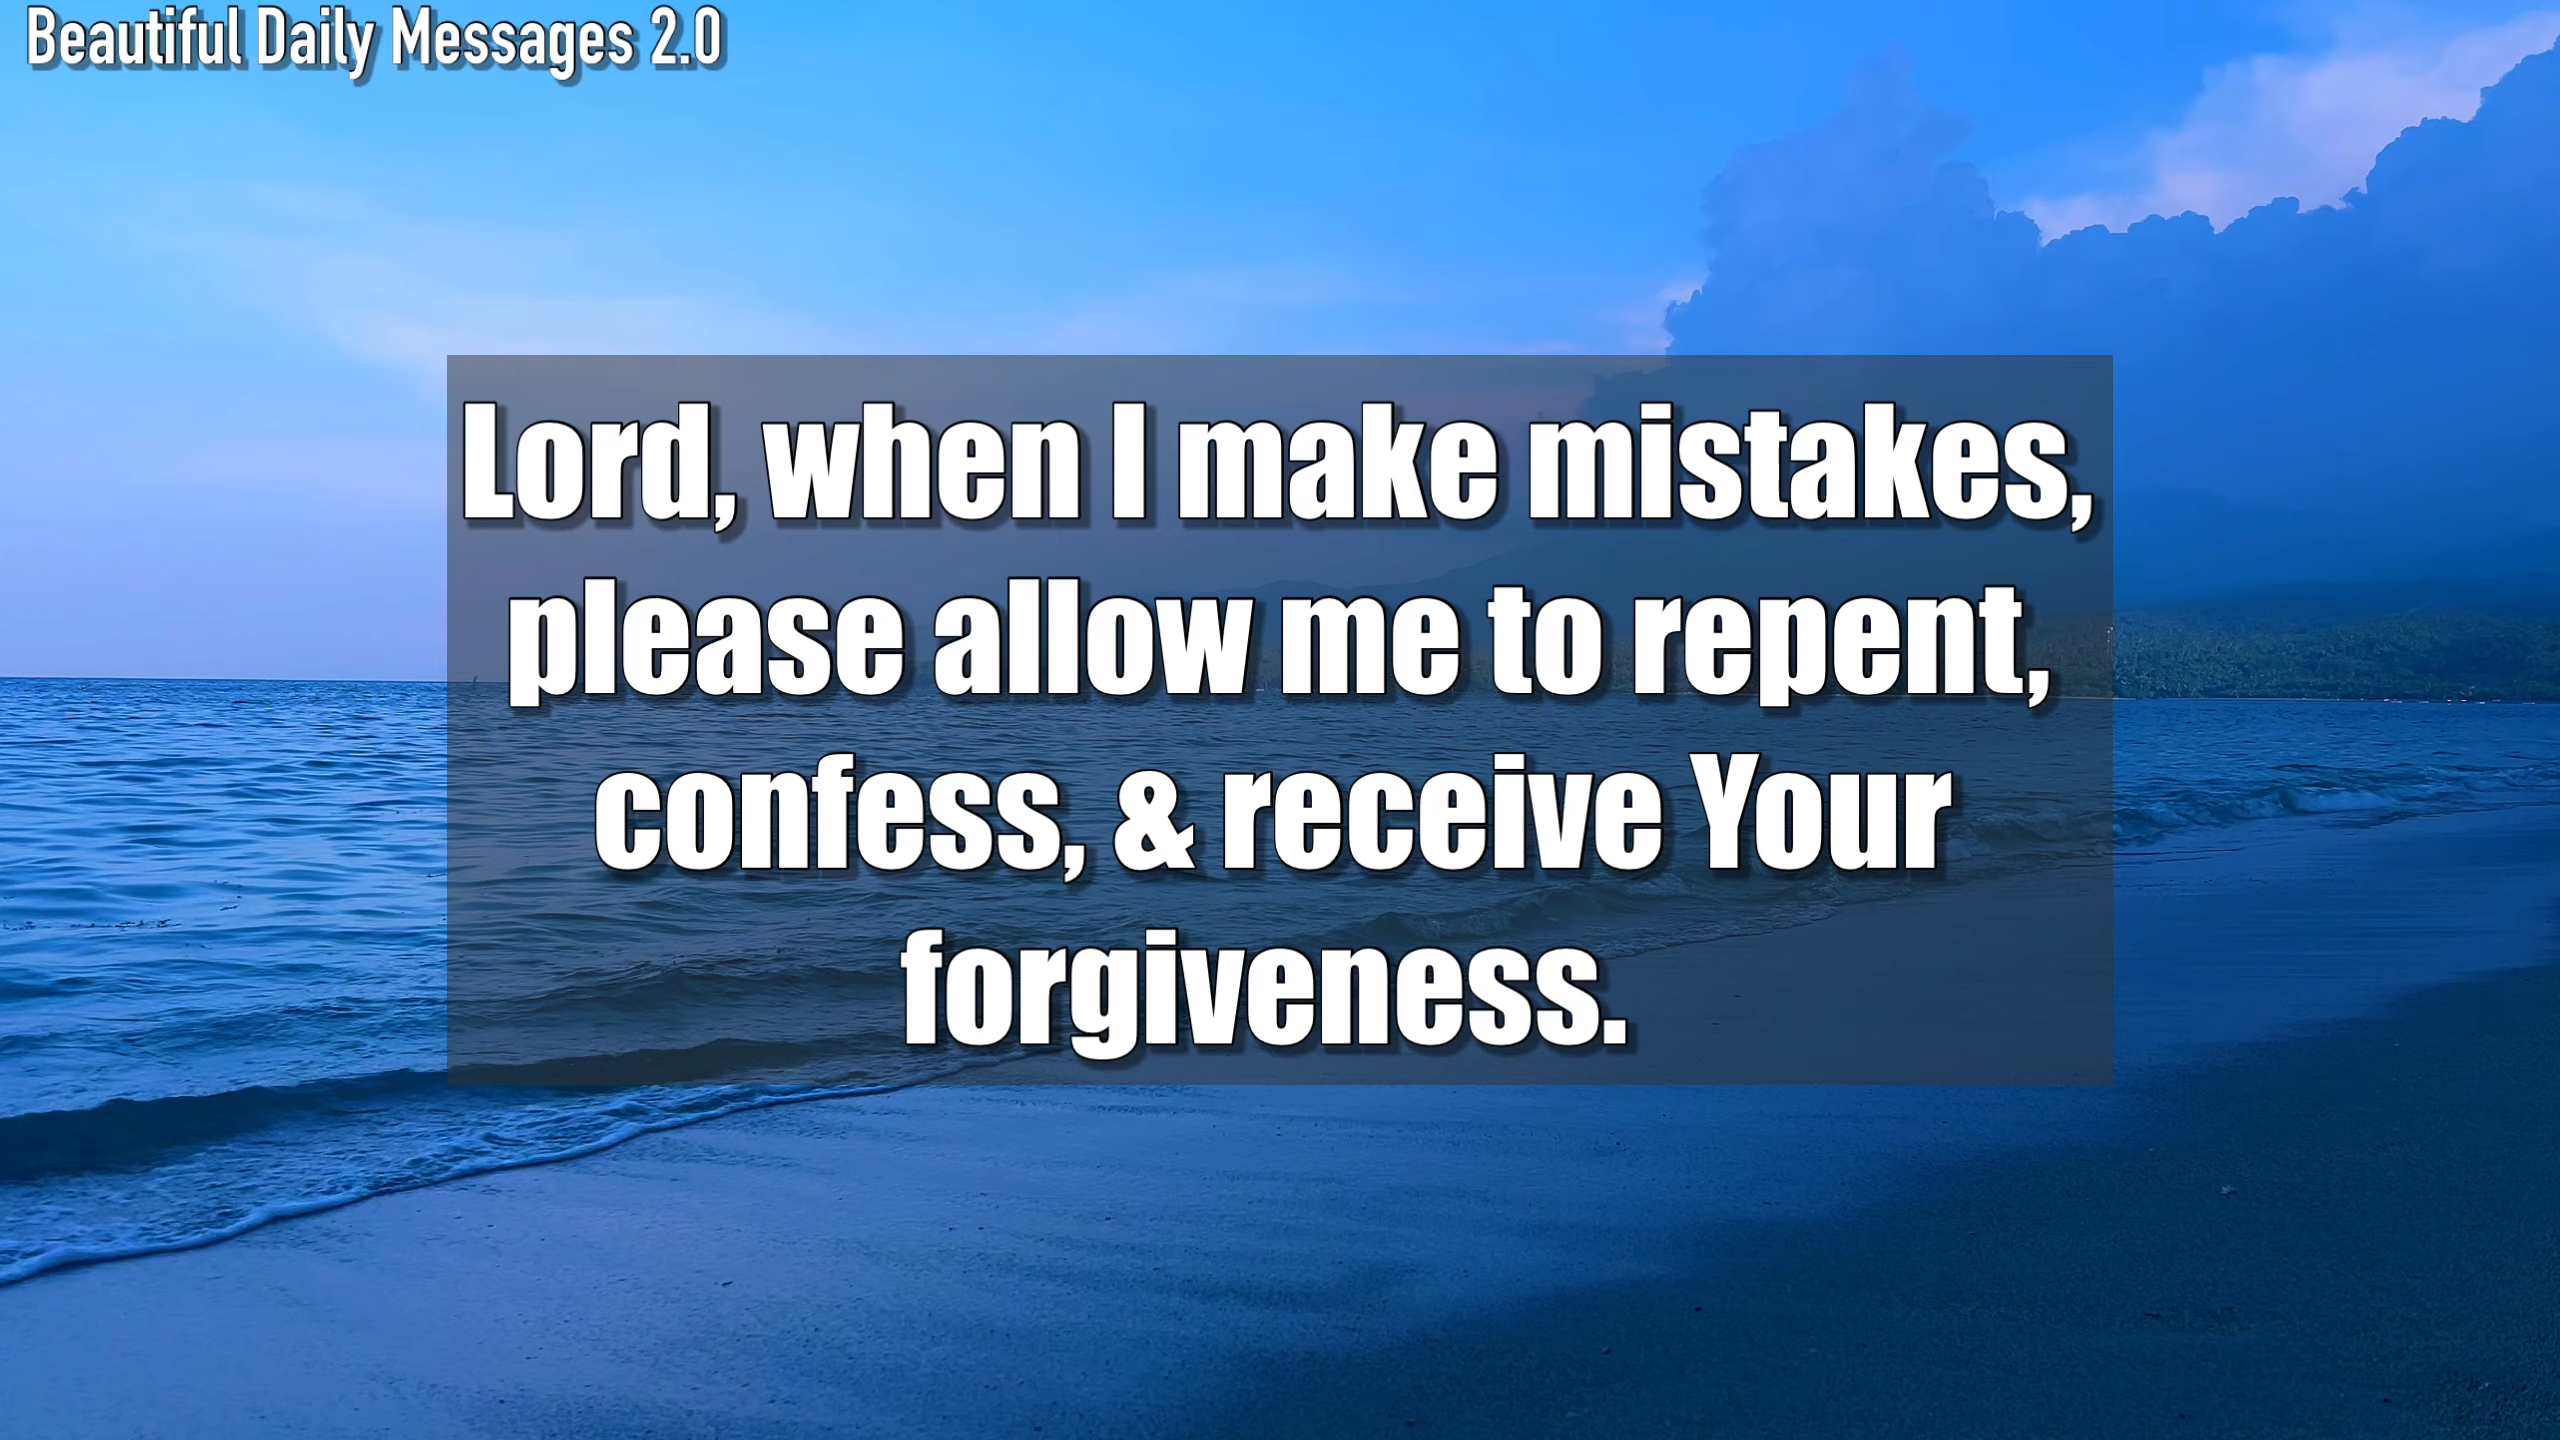 Beautiful Daily Messages 2.0
Lord, when I make mistakes,
please allow me to repent,
confess, & receive Your
forgiveness.